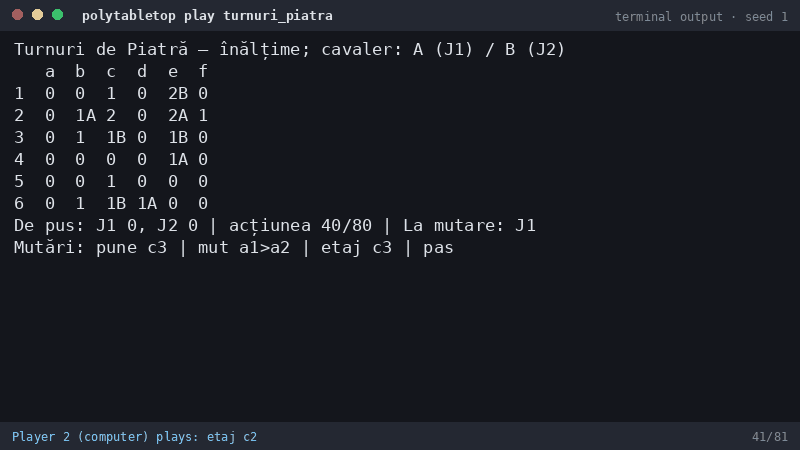 polytabletop play turnuri_piatra
terminal output · seed 1
Turnuri de Piatră — înălțime; cavaler: A (J1) / B (J2)
   a  b  c  d  e  f
1  0  0  1  0  2B 0
2  0  1A 2  0  2A 1
3  0  1  1B 0  1B 0
4  0  0  0  0  1A 0
5  0  0  1  0  0  0
6  0  1  1B 1A 0  0
De pus: J1 0, J2 0 | acțiunea 40/80 | La mutare: J1
Mutări: pune c3 | mut a1>a2 | etaj c3 | pas
Player 2 (computer) plays: etaj c2
41/81